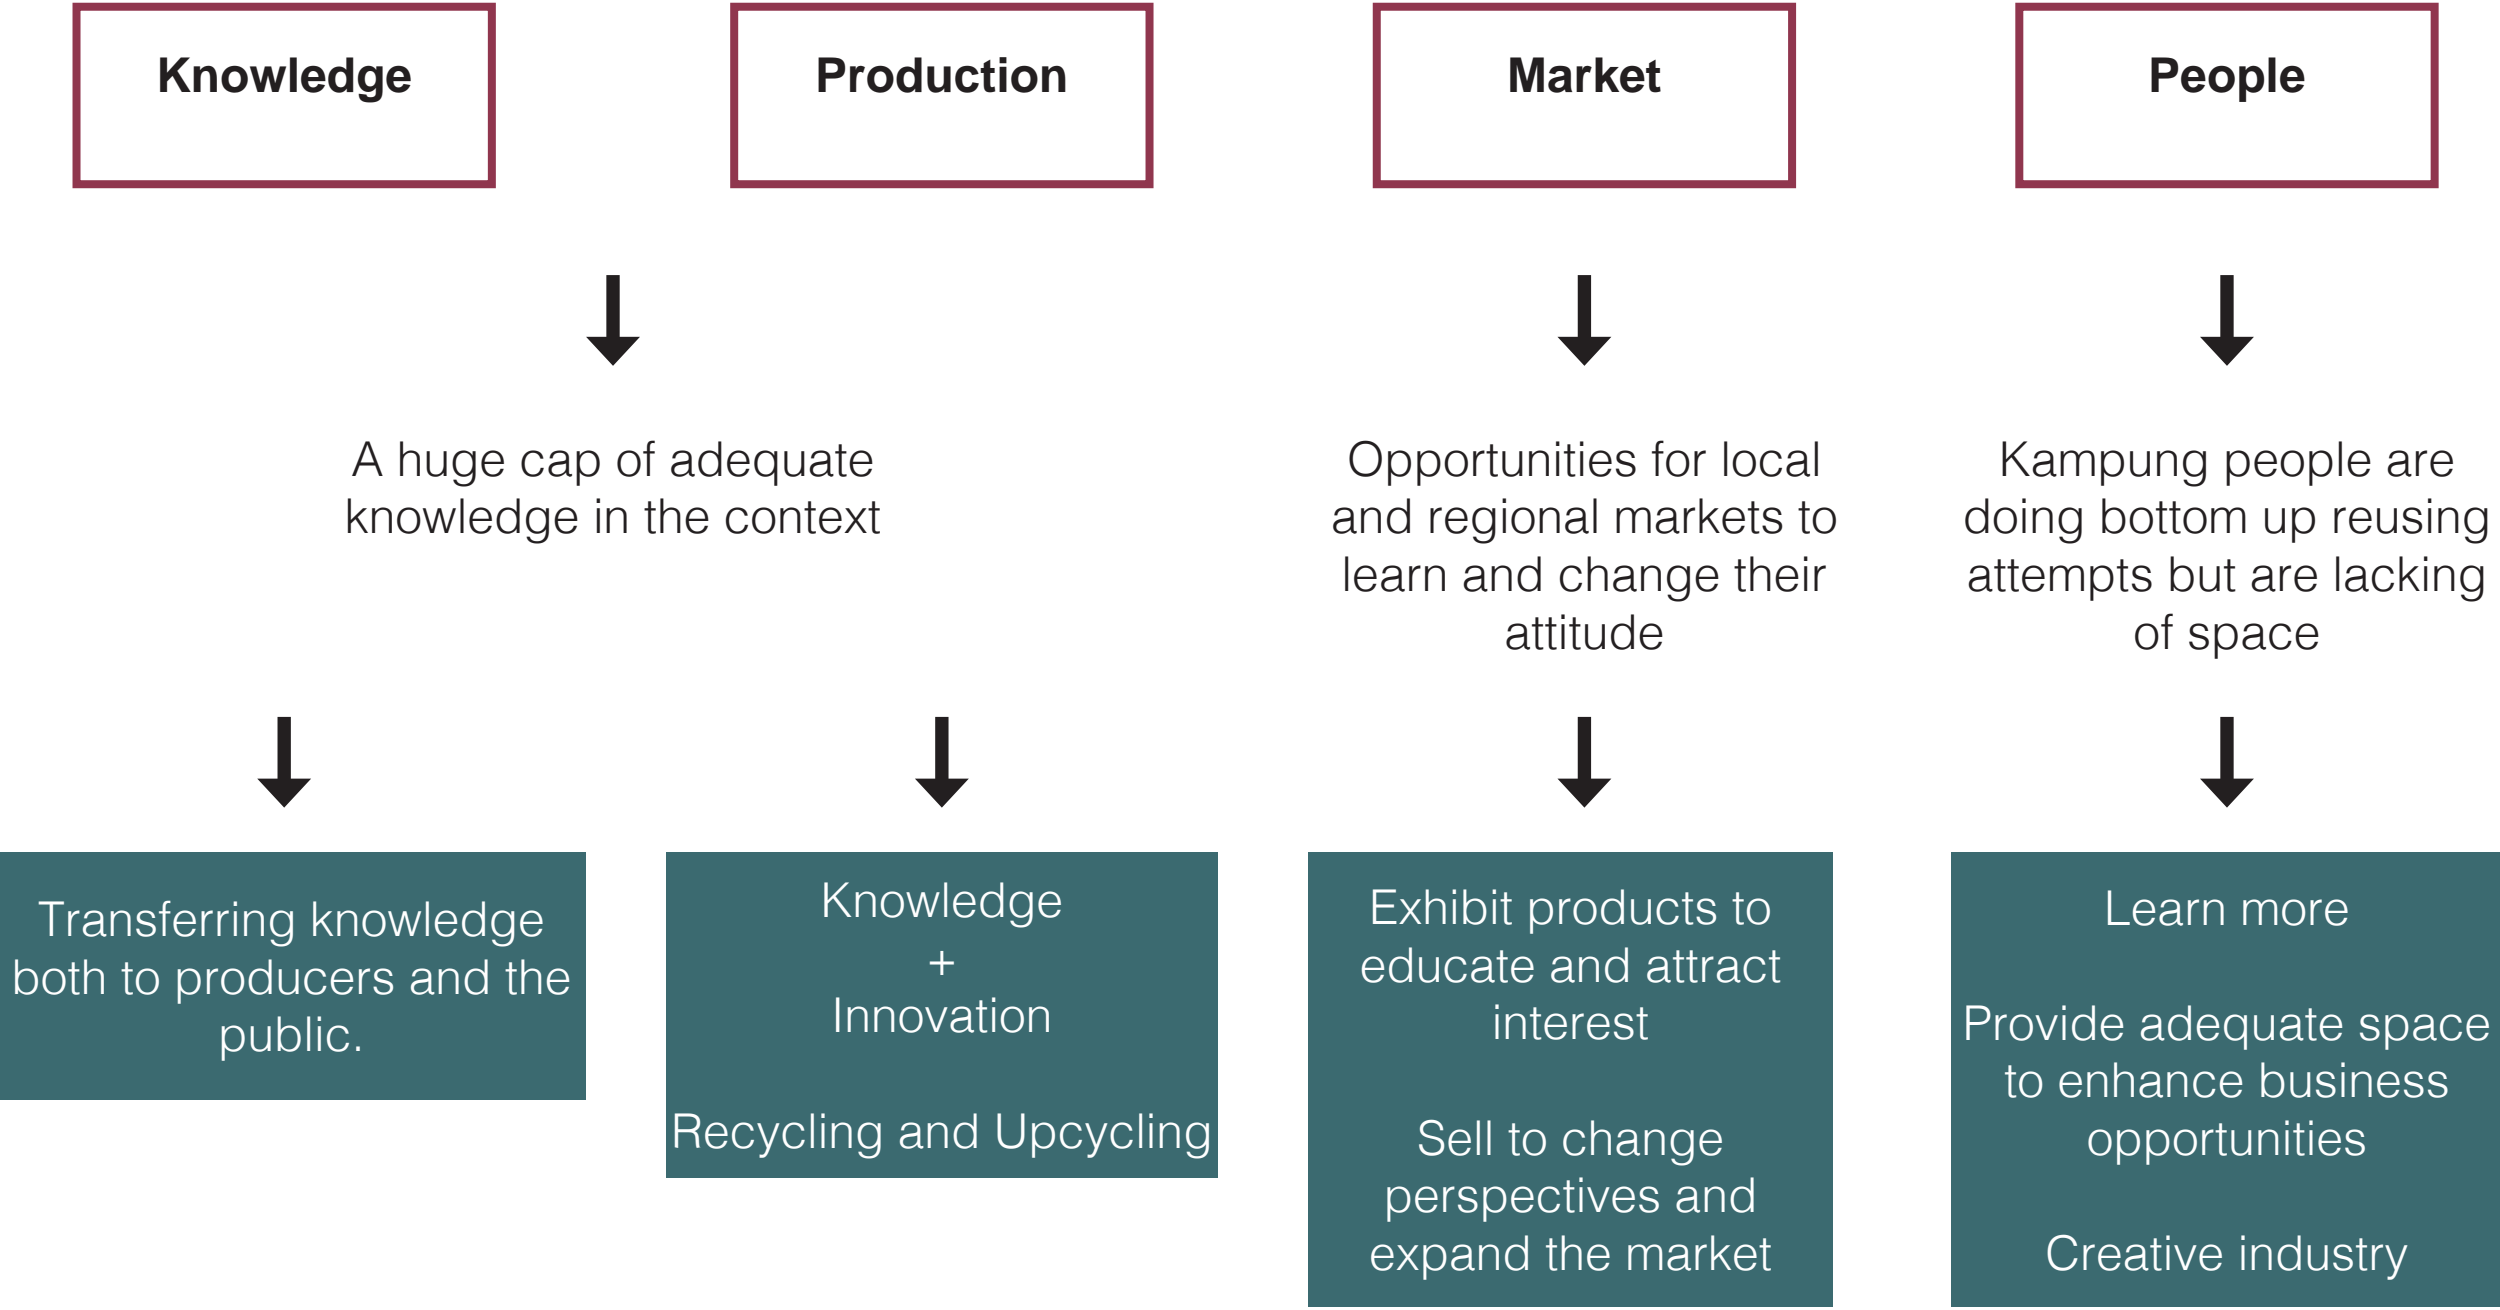 Knowledge
Production
Market
People
A huge cap of adequate
knowledge in the context
Opportunities for local
and regional markets to
learn and change their
attitude
Kampung people are
doing bottom up reusing
attempts but are lacking
of space
Transferring knowledge
both to producers and the
public.
Knowledge
+
Innovation
Recycling and Upcycling
Exhibit products to
educate and attract
interest
Sell to change
perspectives and
expand the market
Learn more
Provide adequate space
to enhance business
opportunities
Creative industry